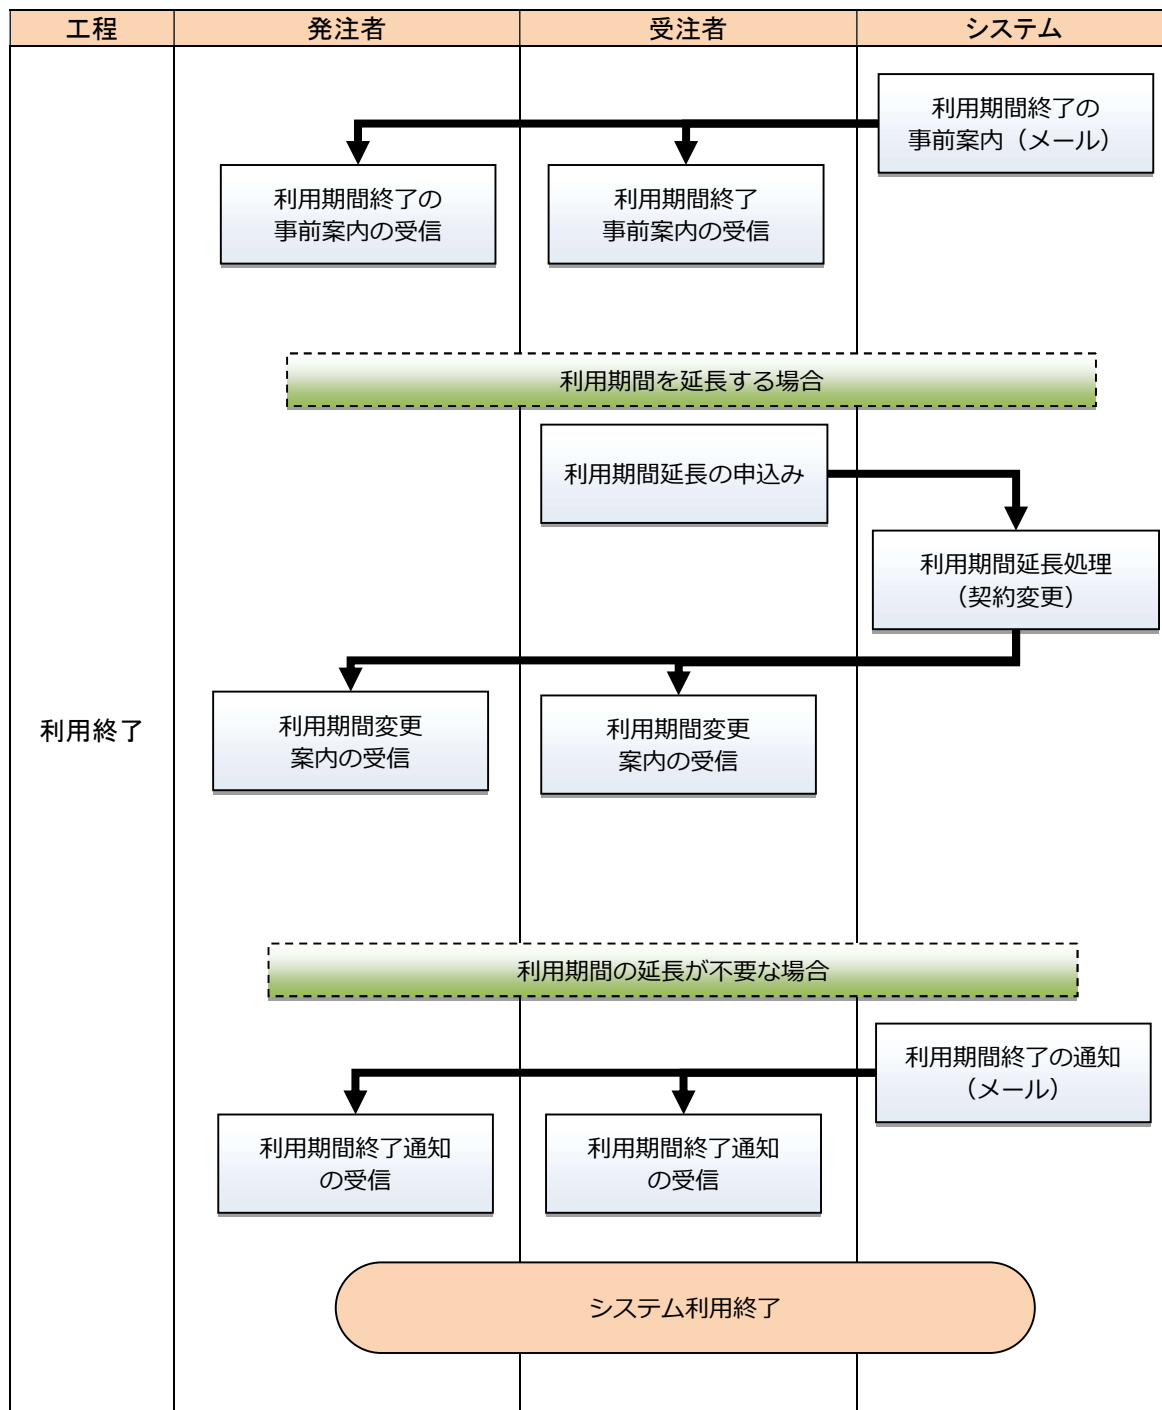 工程
発注者
受注者
システム
利用期間終了の
事前案内（メール）
利用期間終了の
事前案内の受信
利用期間終了
事前案内の受信
利用期間を延長する場合
利用期間延長の申込み
利用期間延長処理
（契約変更）
利用終了
利用期間変更
案内の受信
利用期間変更
案内の受信
利用期間の延長が不要な場合
利用期間終了の通知
（メール）
利用期間終了通知
の受信
利用期間終了通知
の受信
システム利用終了